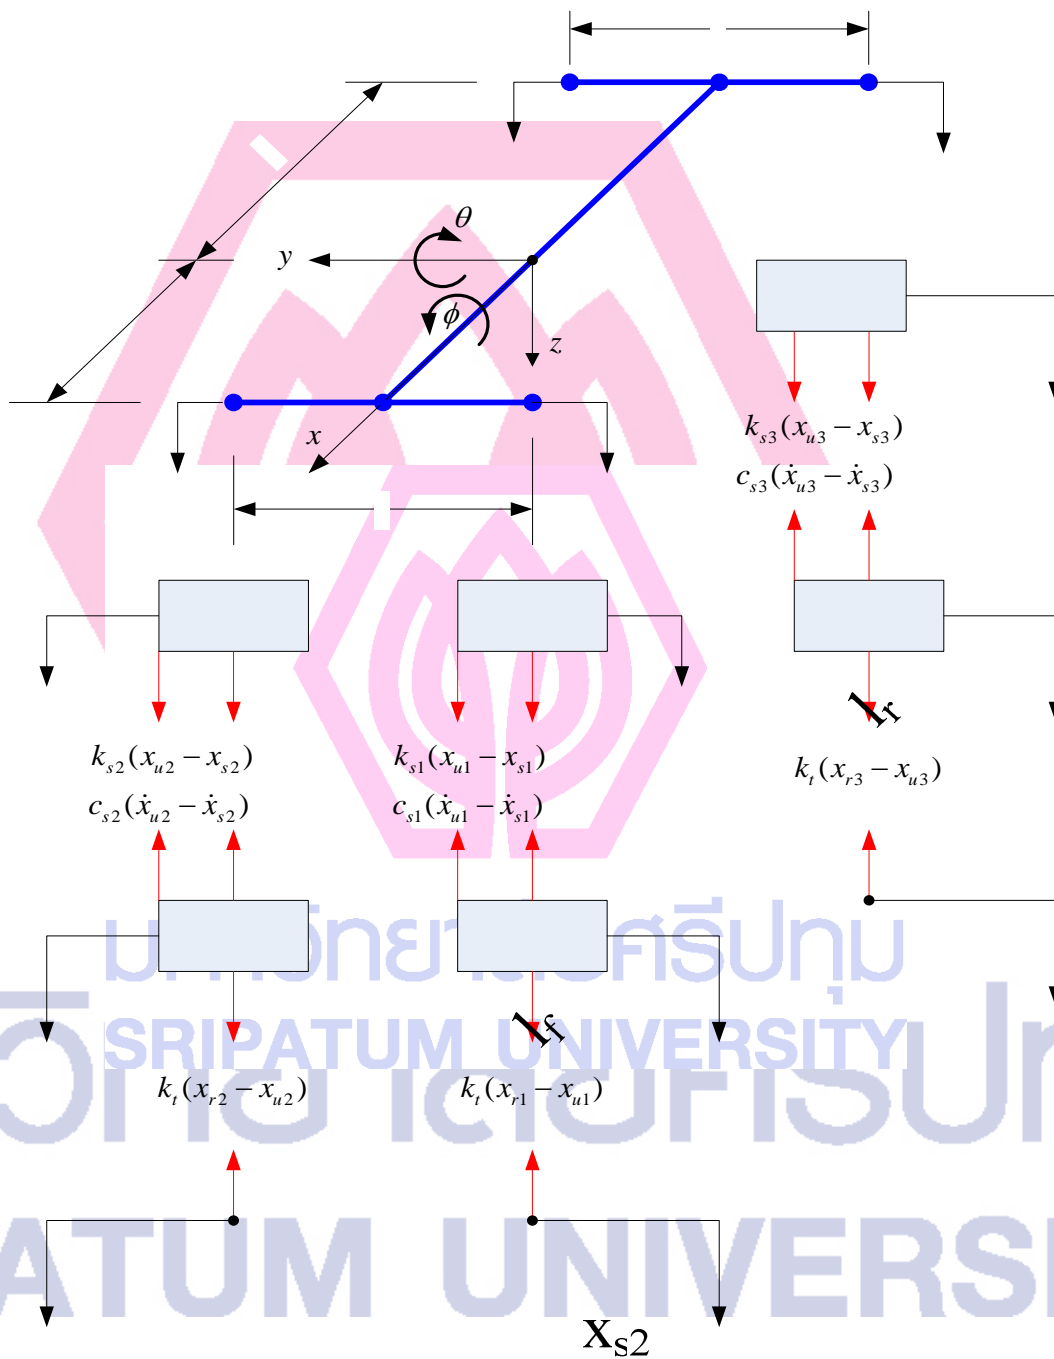 θ
y
ϕ
z
x
k_{s3}(x_{u3} − x_{s3})
c_{s3}(ẋ_{u3} − ẋ_{s3})
l_r
k_{s2}(x_{u2} − x_{s2})
k_{s1}(x_{u1} − x_{s1})
k_t(x_{r3} − x_{u3})
c_{s2}(ẋ_{u2} − ẋ_{s2})
c_{s1}(ẋ_{u1} − ẋ_{s1})
มหาวิทยาลัยศรีปทุม
SRIPATUM UNIVERSITY
l_f
k_t(x_{r2} − x_{u2})
k_t(x_{r1} − x_{u1})
x_{s2}